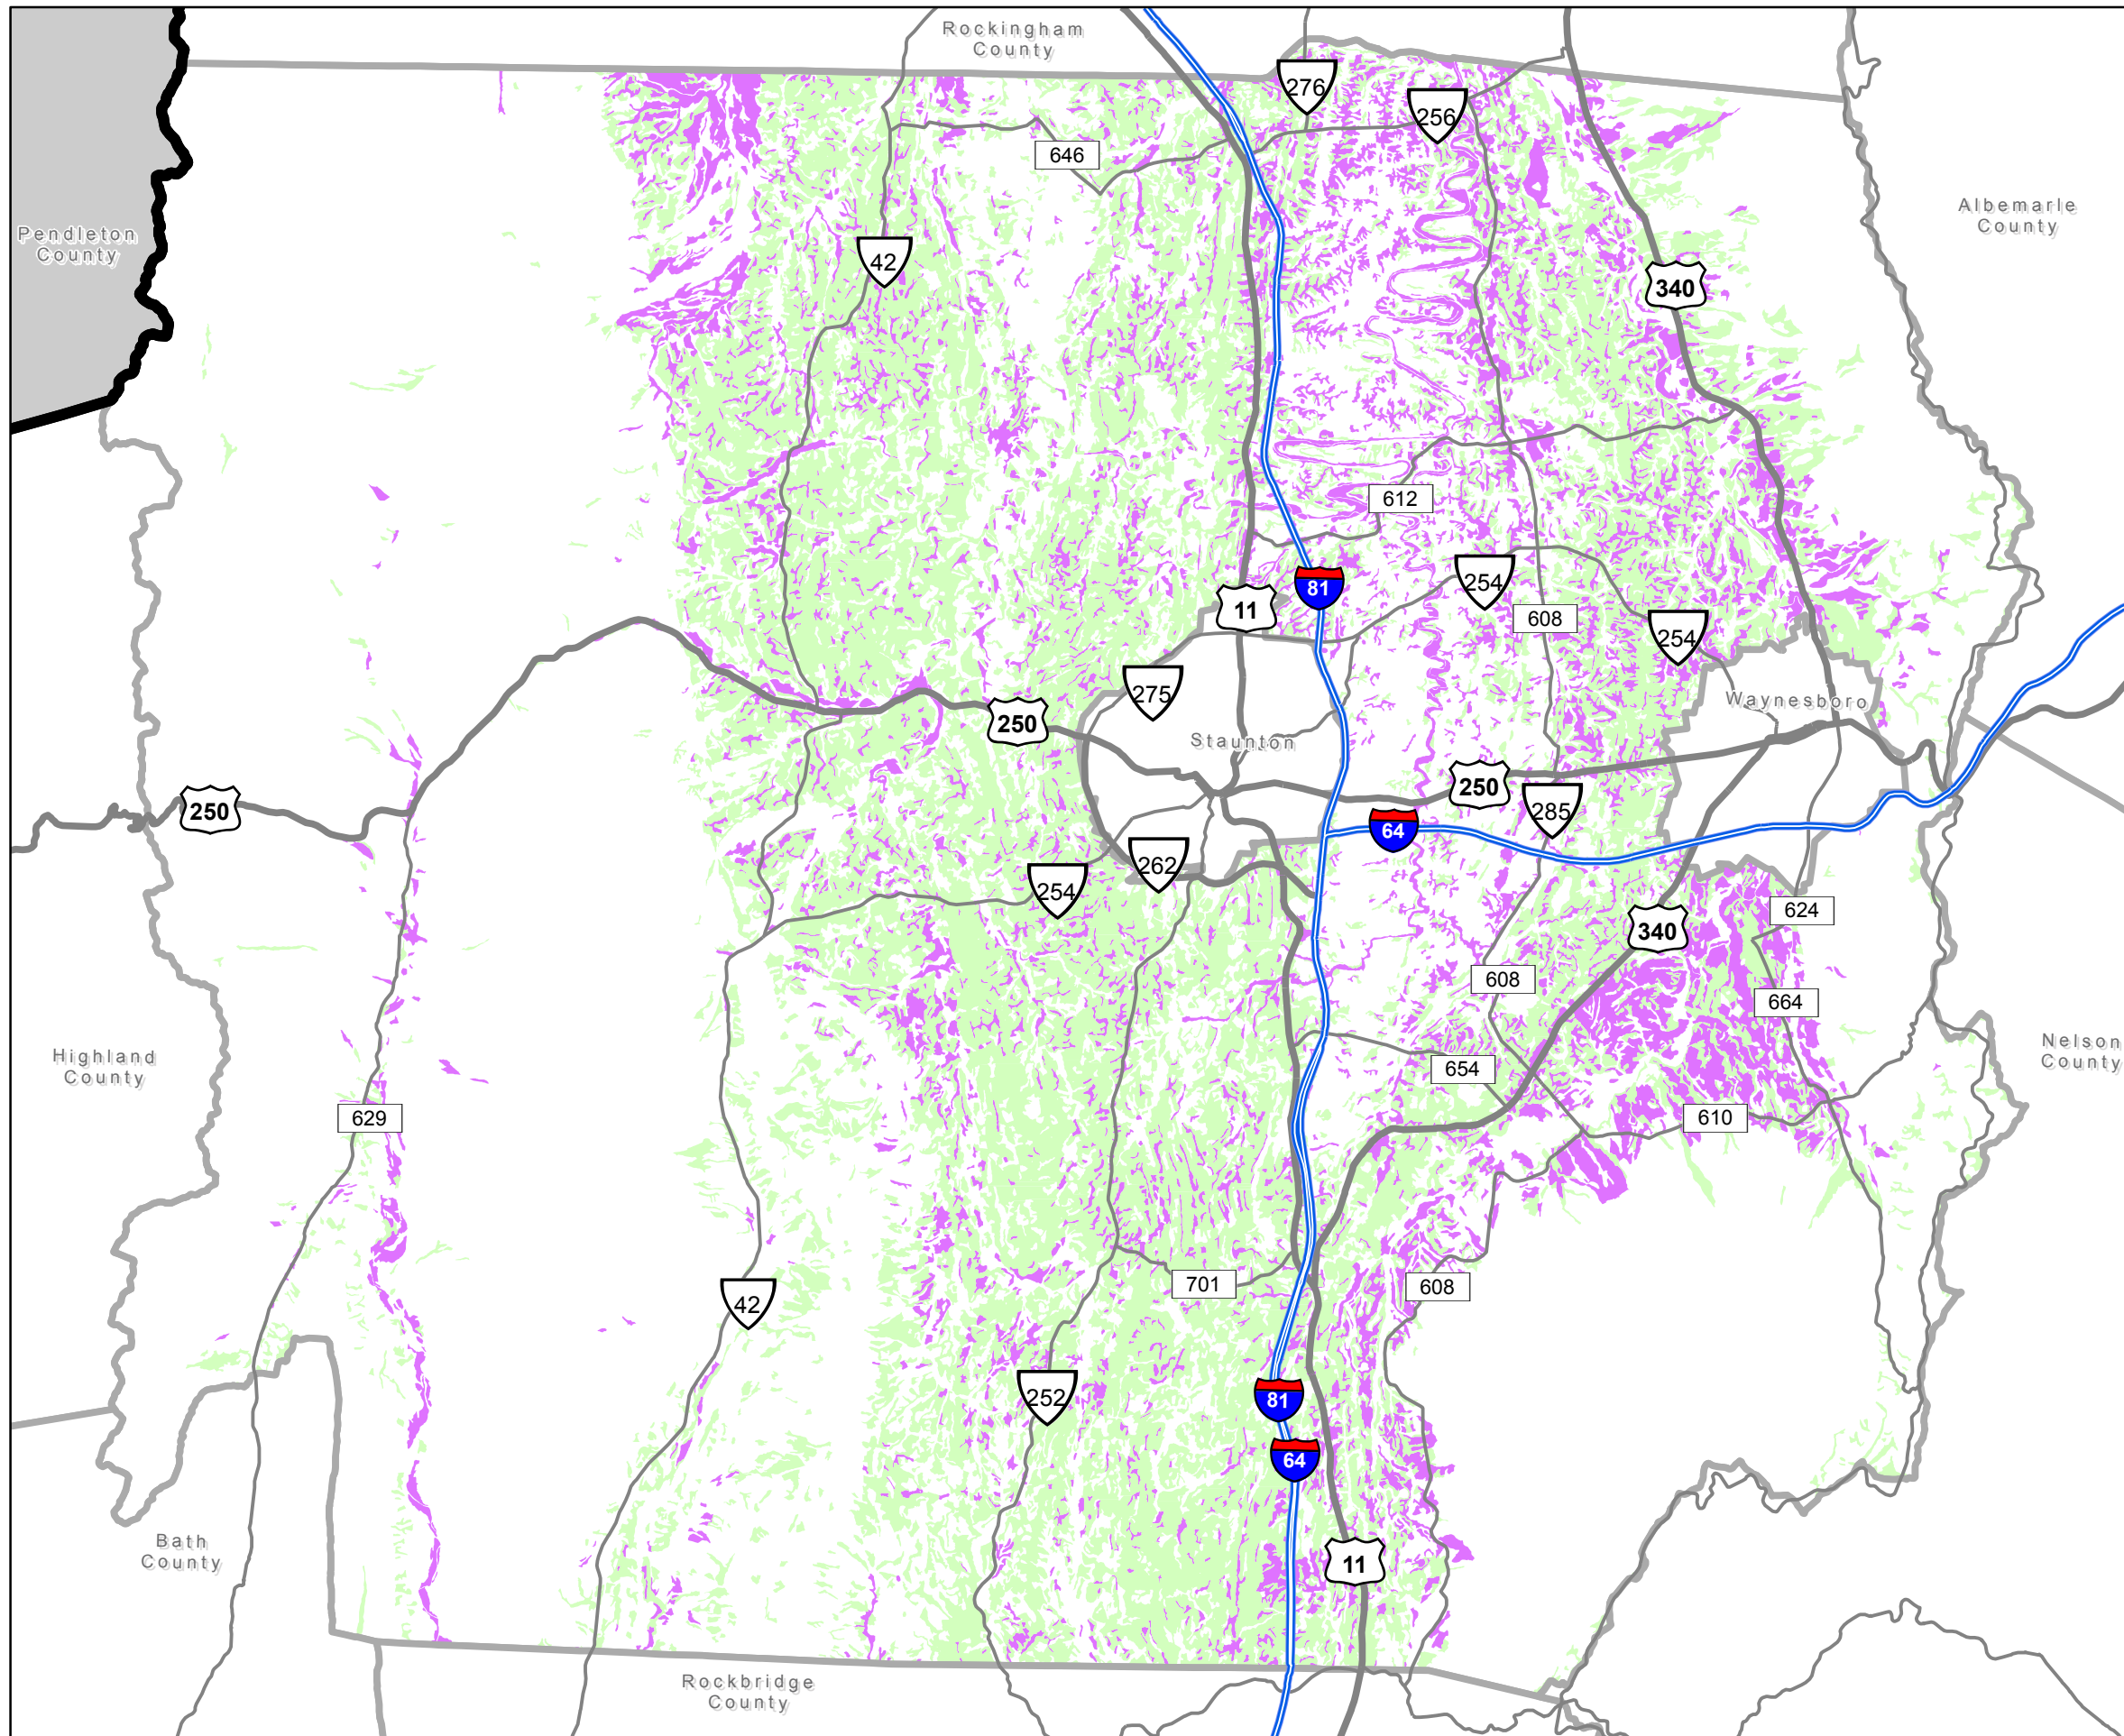 Rockingham
County
276
256
646
Pendleton
County
Albemarle
County
42
340
612
254
11
81
608
254
275
Waynesboro
250
Staunton
250
250
285
64
262
254
624
340
608
664
Highland
County
Nelson
County
654
629
610
701
608
42
252
81
64
Bath
County
11
Rockbridge
County